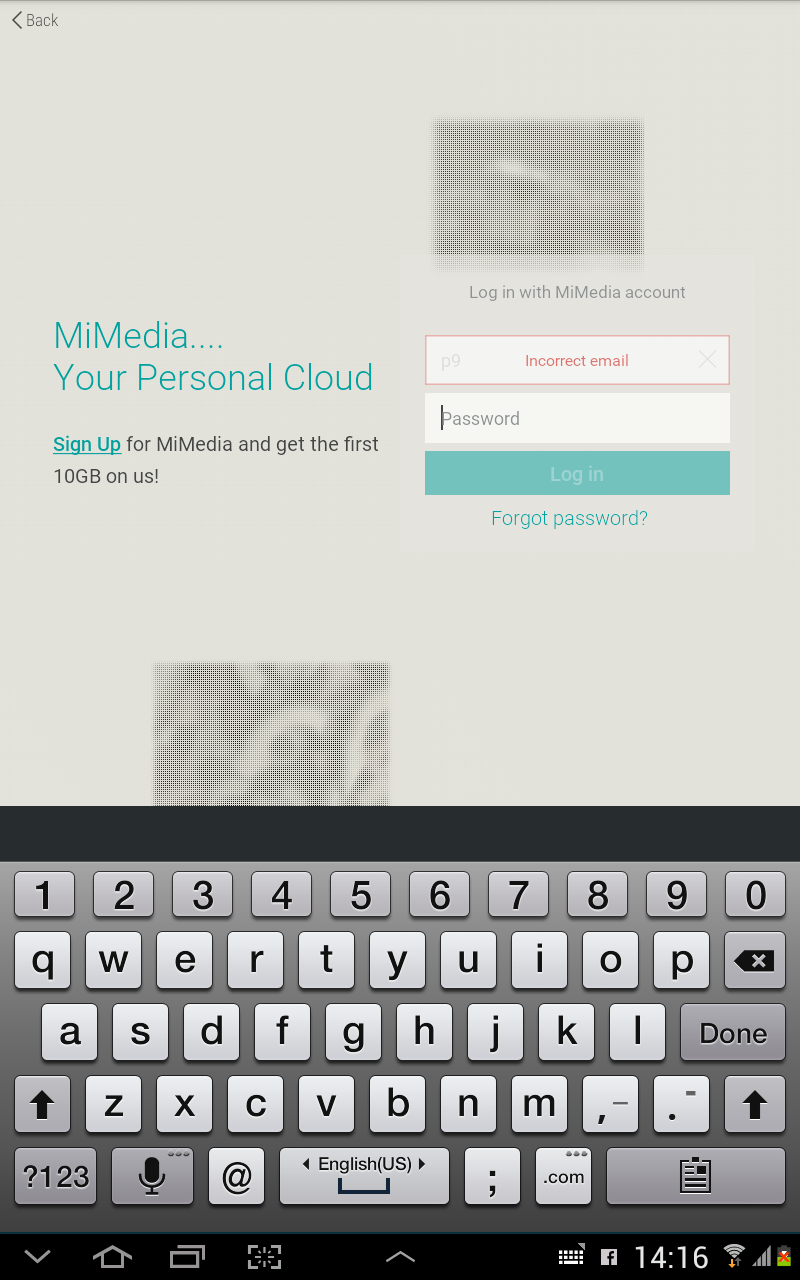 Back
Log in with MiMedia account
p9
Incorrect email
Password
Log in
Forgot password?
MiMedia....
Your Personal Cloud
Sign Up for MiMedia and get the first
10GB on us!
1 2 3 4 5 6 7 8 9 0
q w e r t y u i o p
a s d f g h j k l Done
z x c v b n m , – . -
?123 @ English(US) ; .com
14:16